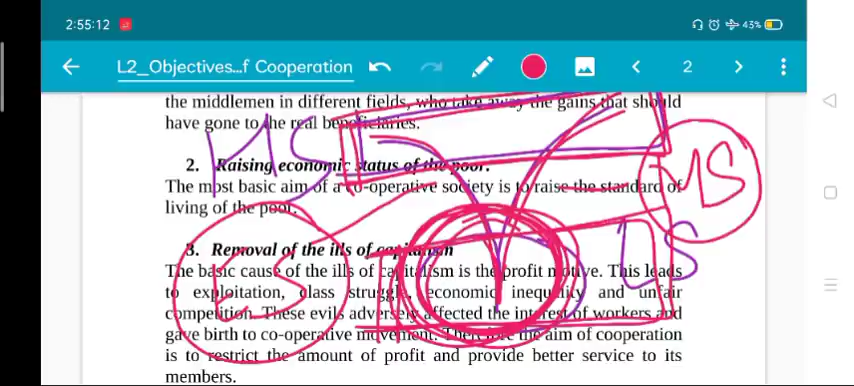 2:55:12
45%
L2_Objectives...f Cooperation
2
the middlemen in different fields, who take away the gains that should
have gone to the real beneficiaries.
2. Raising economic status of the poor.
The most basic aim of a co-operative society is to raise the standard of
living of the poor.
3. Removal of the ills of capitalism
The basic cause of the ills of capitalism is the profit motive. This leads
to exploitation, class struggle, economic inequality and unfair
competition. These evils adversely affected the interest of workers and
gave birth to co-operative movement. Therefore the aim of cooperation
is to restrict the amount of profit and provide better service to its
members.
MS
MS
ES